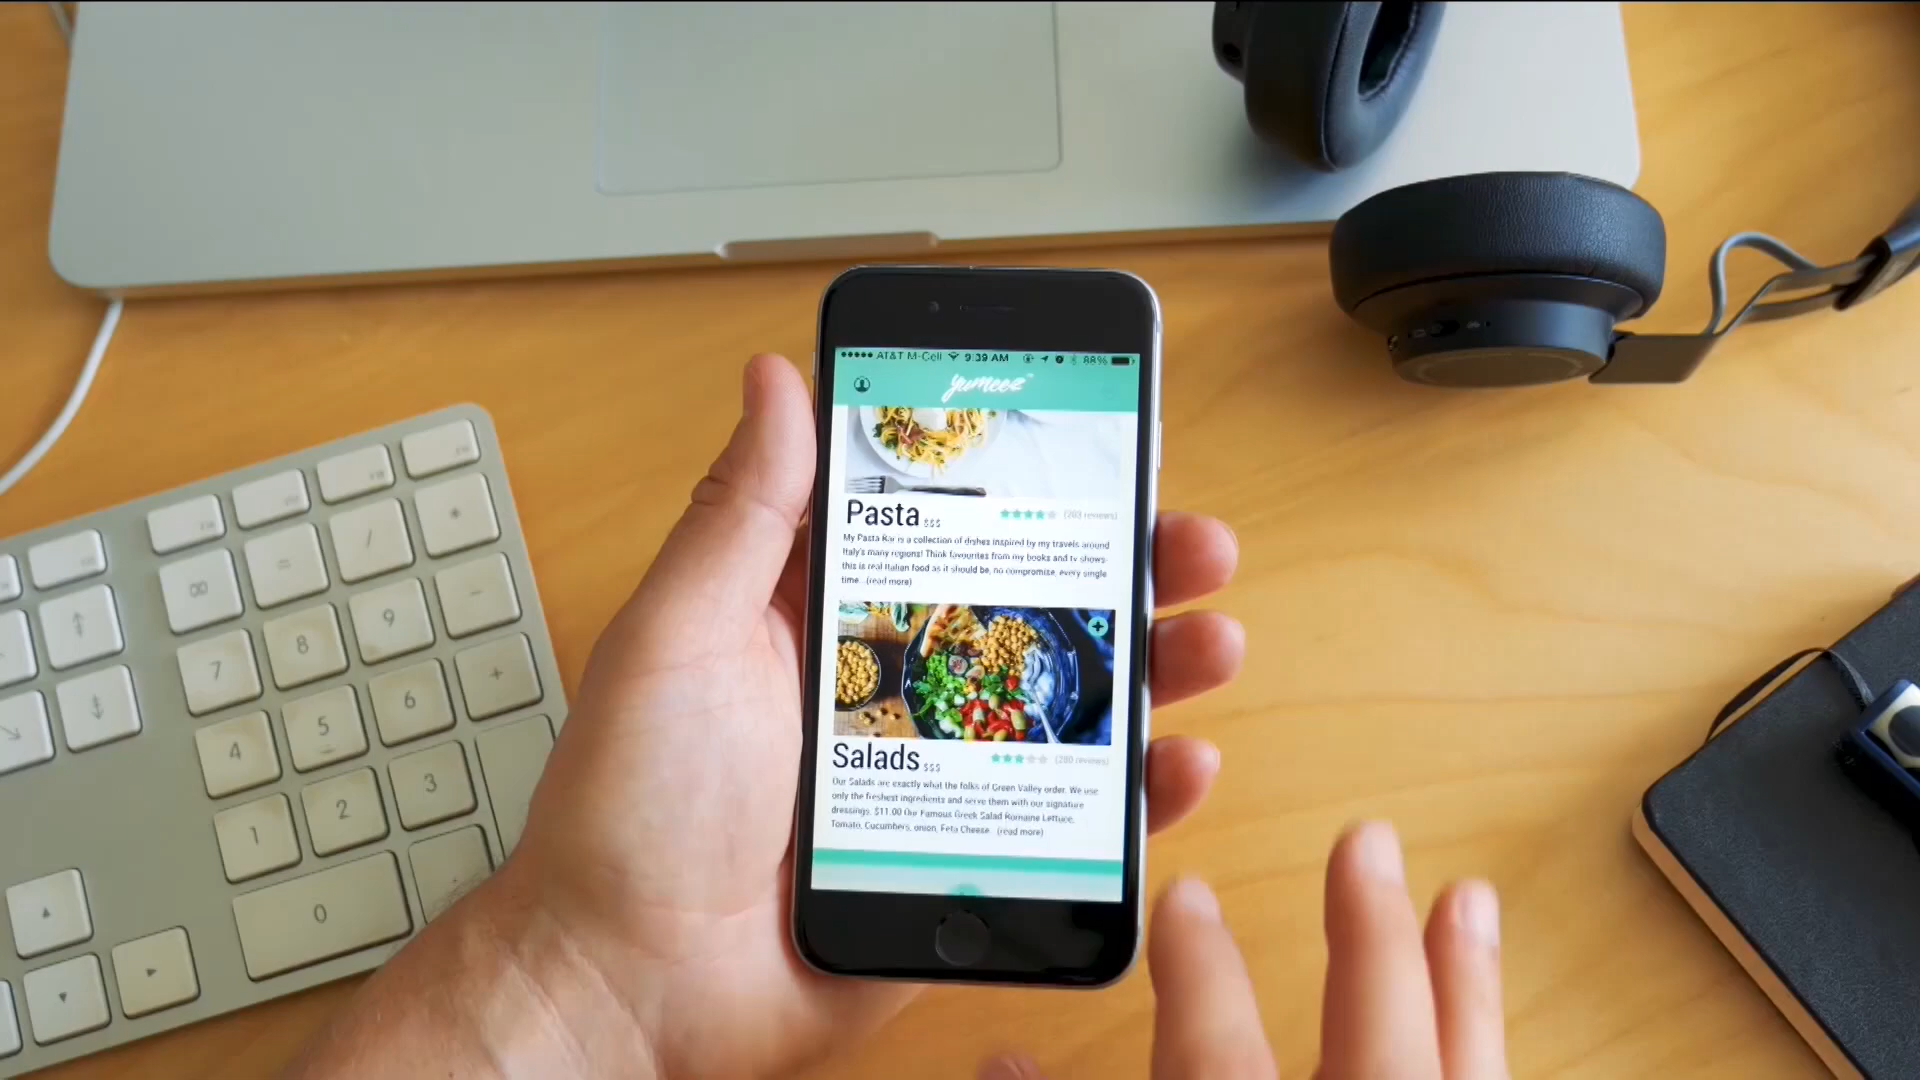 AT&T M-Cell 9:39 AM 88%
yumeez
Pasta $$$ (203 reviews)
My Pasta Bar is a collection of dishes inspired by my travels around
Italy's many regions! Think favourites from my books and tv shows-
this is real Italian food as it should be, no compromise, every single
time...(read more)
Salads $$$ (280 reviews)
Our Salads are exactly what the folks of Green Valley order. We use
only the freshest ingredients and serve them with our signature
dressings. $11.00 Our Famous Greek Salad Romaine Lettuce,
Tomato, Cucumbers, onion, Feta Cheese... (read more)
= / *
7 8 9 -
4 5 6 +
1 2 3
0